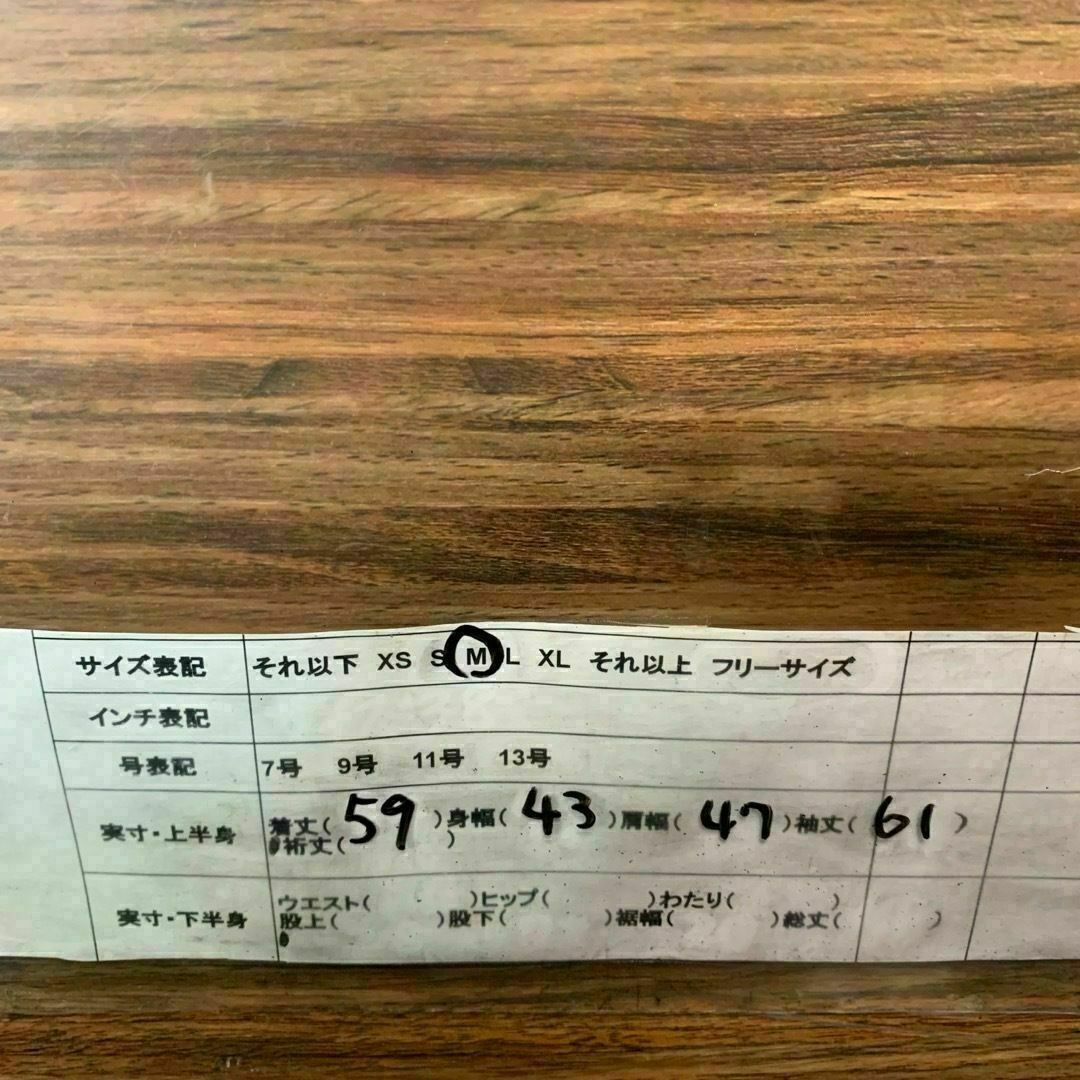 サイズ表記 それ以下 XS S M L XL それ以上 フリーサイズ
インチ表記
号表記 7号 9号 11号 13号
実寸・上半身 着丈( 59 )身幅( 43 )肩幅( 47 )袖丈( 61 )
裄丈( )
実寸・下半身 ウエスト( )ヒップ( )わたり( )
股上( )股下( )裾幅( )総丈( )